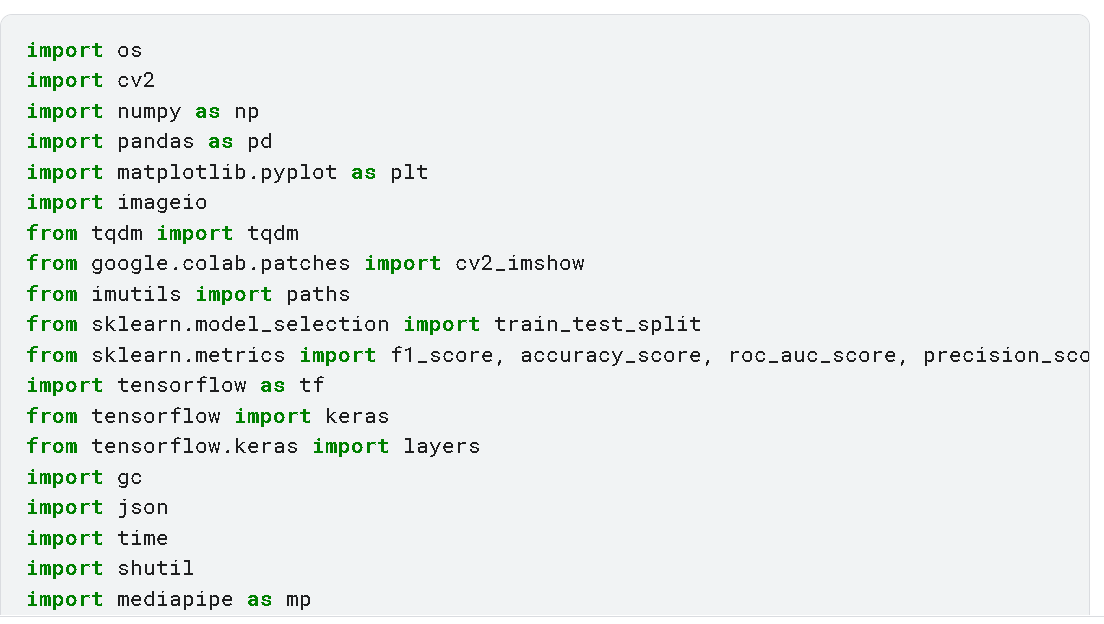 import os
import cv2
import numpy as np
import pandas as pd
import matplotlib.pyplot as plt
import imageio
from tqdm import tqdm
from google.colab.patches import cv2_imshow
from imutils import paths
from sklearn.model_selection import train_test_split
from sklearn.metrics import f1_score, accuracy_score, roc_auc_score, precision_sco
import tensorflow as tf
from tensorflow import keras
from tensorflow.keras import layers
import gc
import json
import time
import shutil
import mediapipe as mp